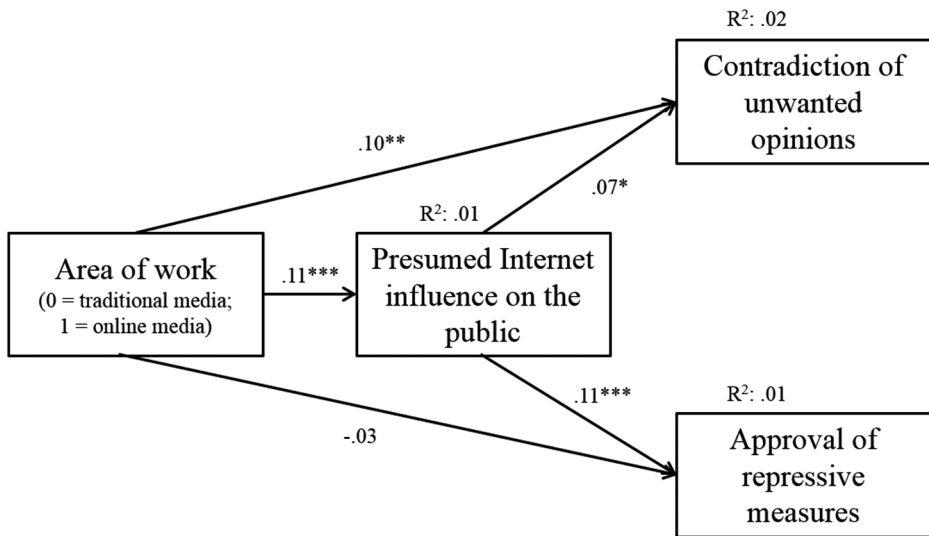 R²: .02
Contradiction of
unwanted
opinions
.10**
.07*
R²: .01
Area of work
(0 = traditional media;
1 = online media)
.11***
Presumed Internet
influence on the
public
.11***
-.03
R²: .01
Approval of
repressive
measures